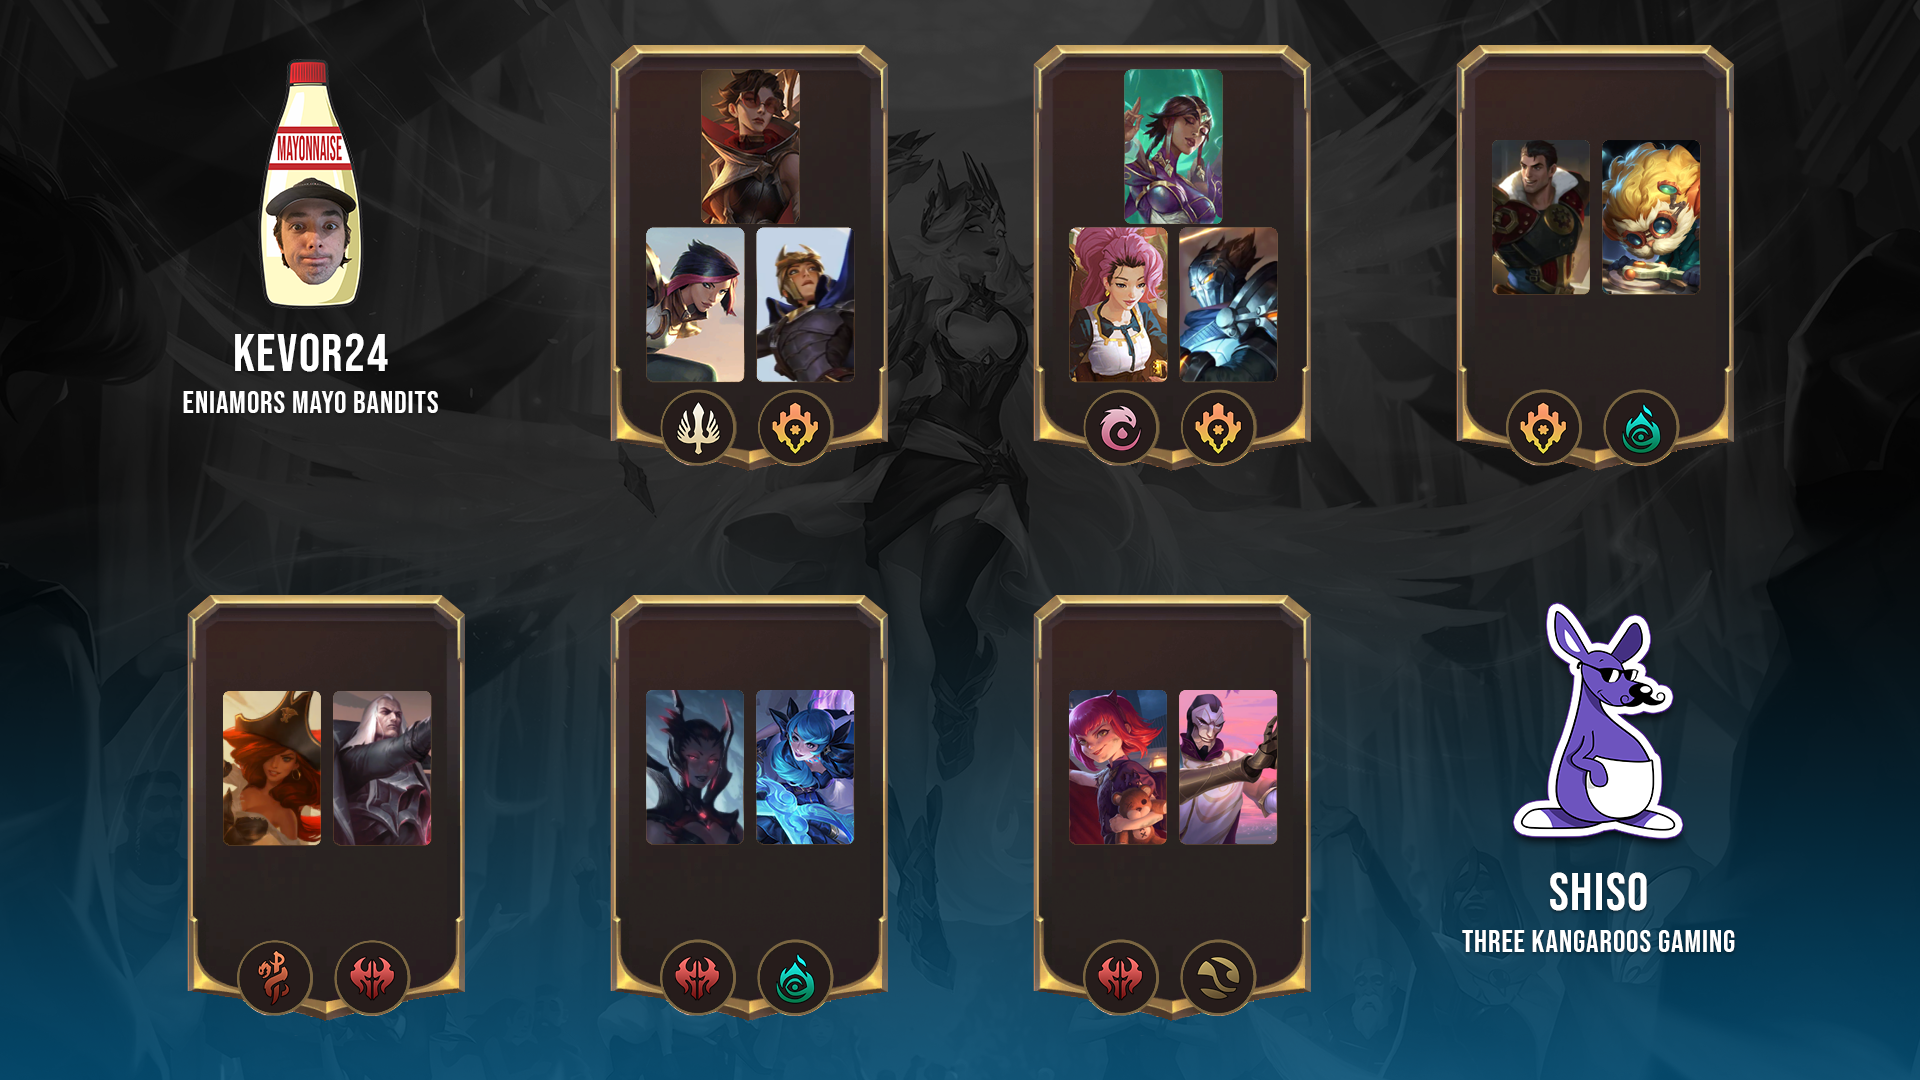 MAYONNAISE
KEVOR24
ENIAMORS MAYO BANDITS
SHISO
THREE KANGAROOS GAMING